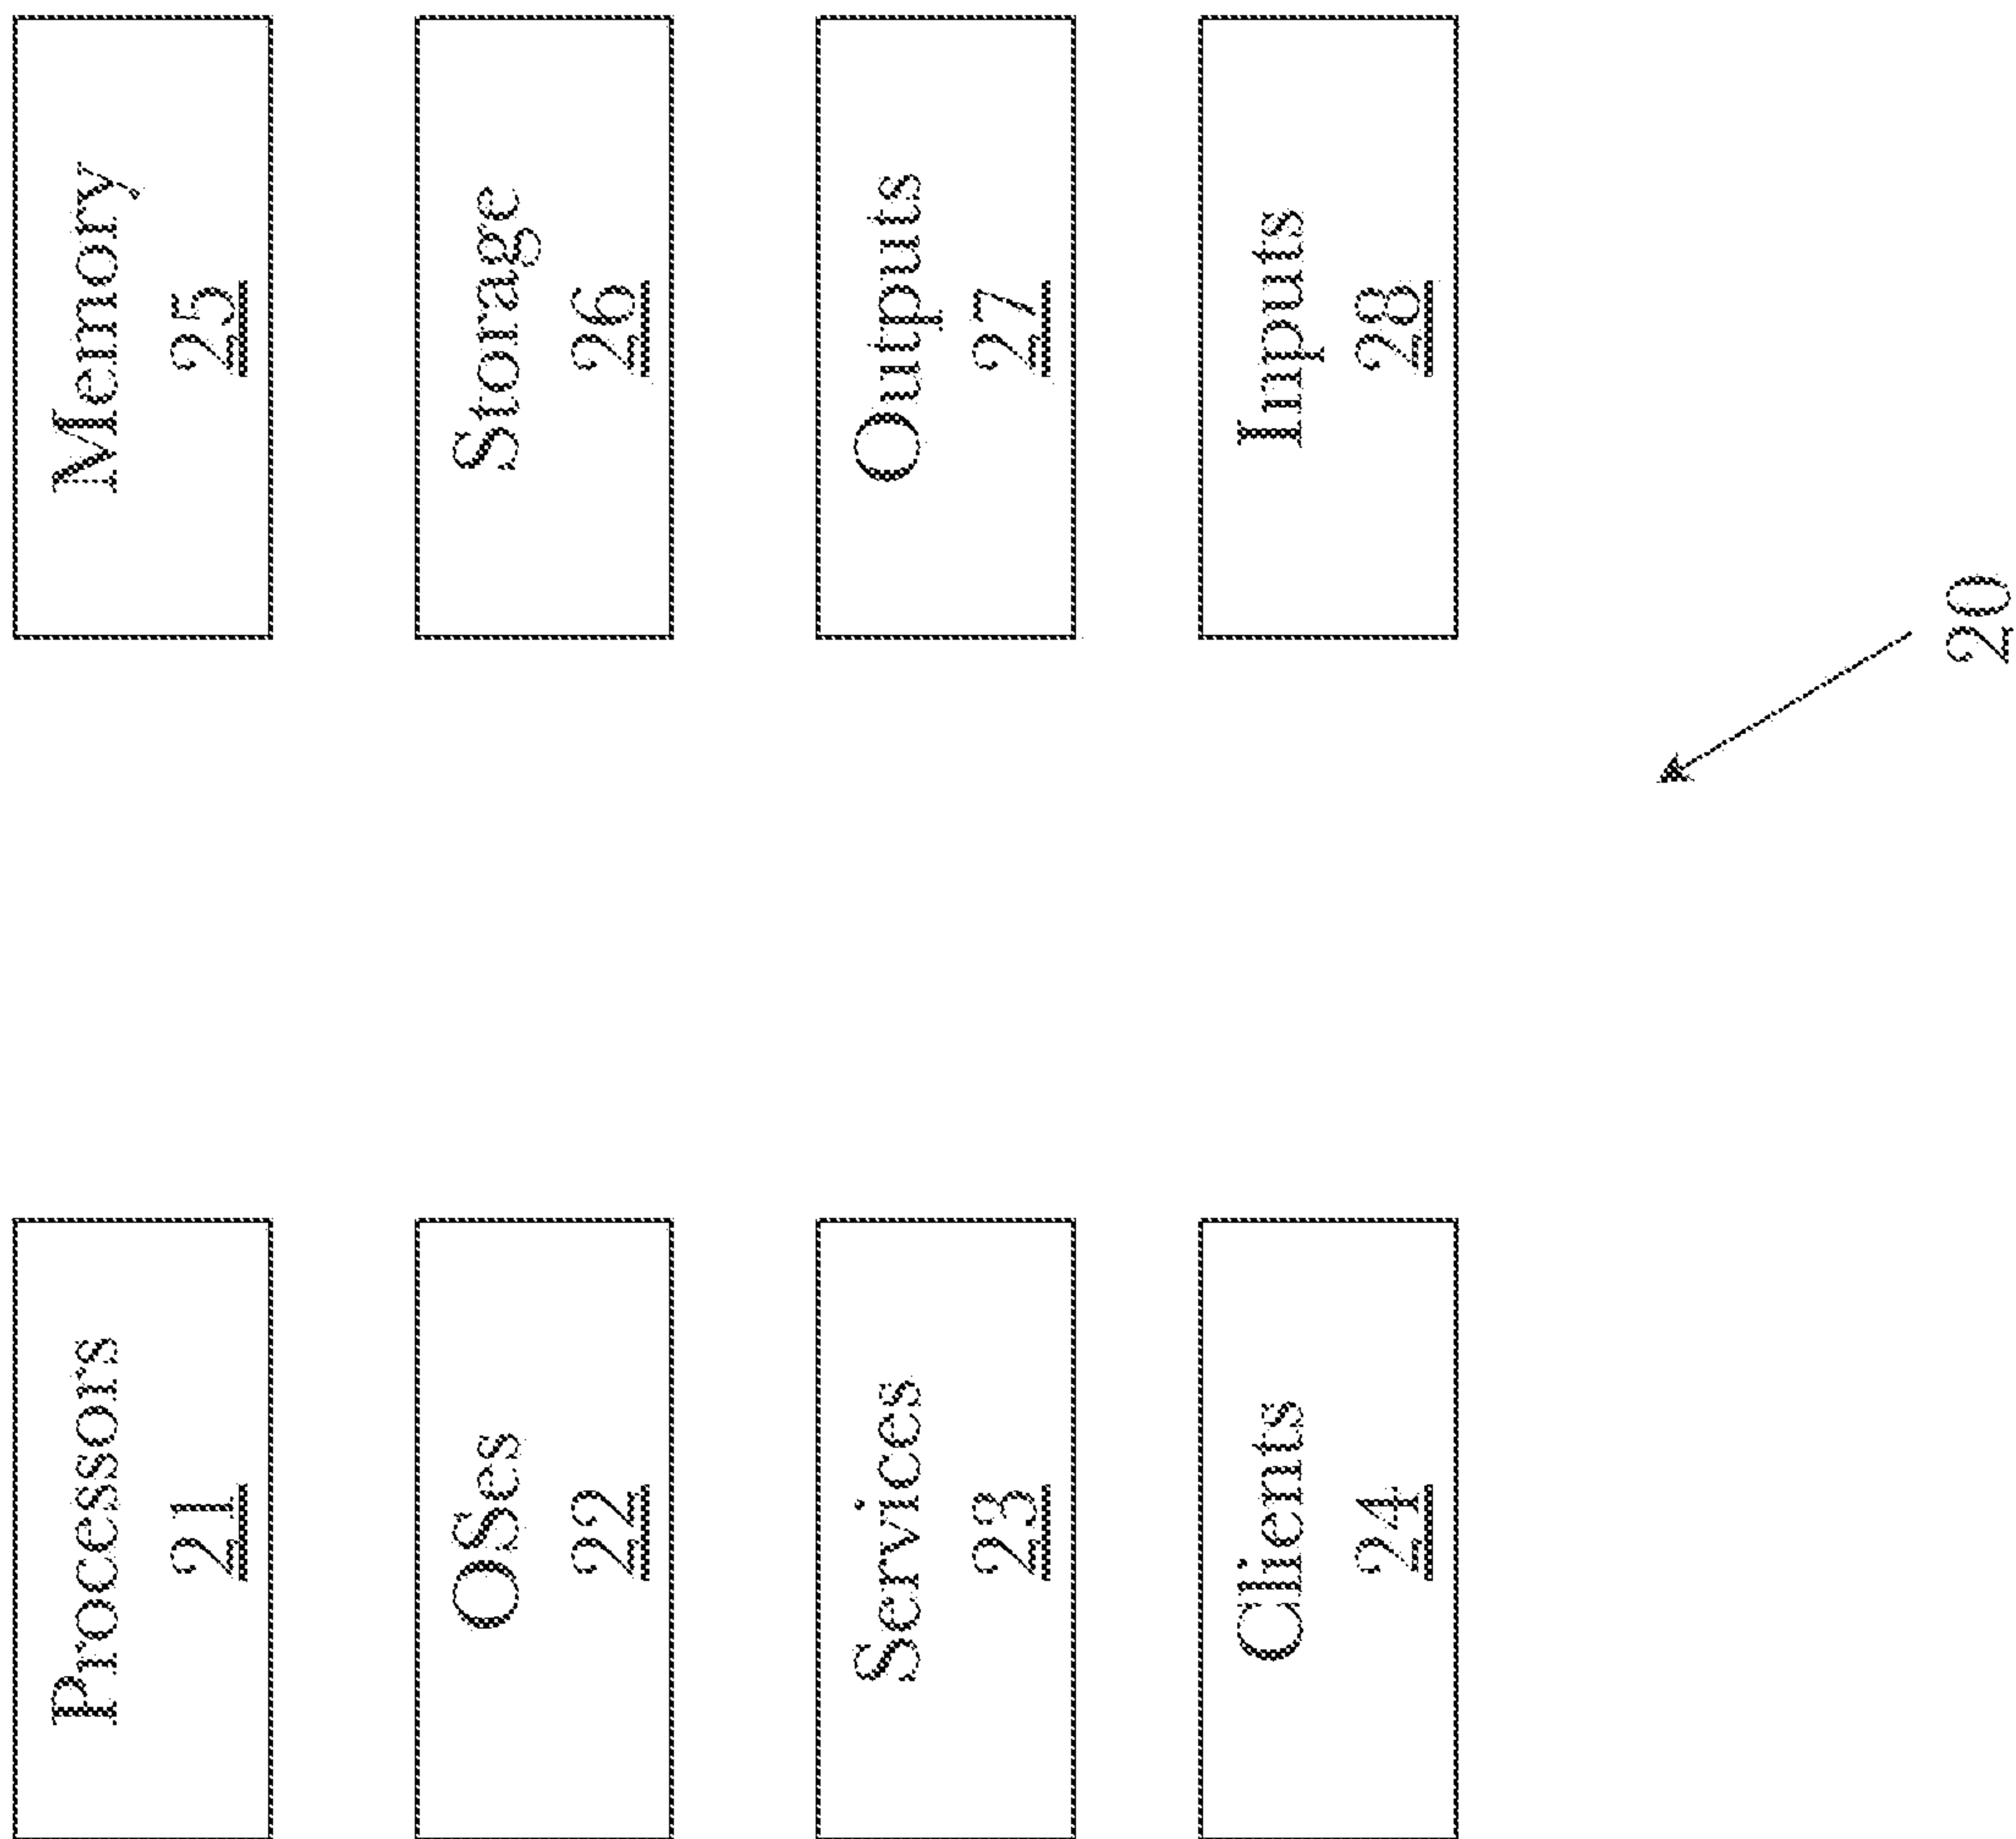 Processors
21
Memory
25
OSes
22
Storage
26
Services
23
Outputs
27
Clients
24
Inputs
28
20